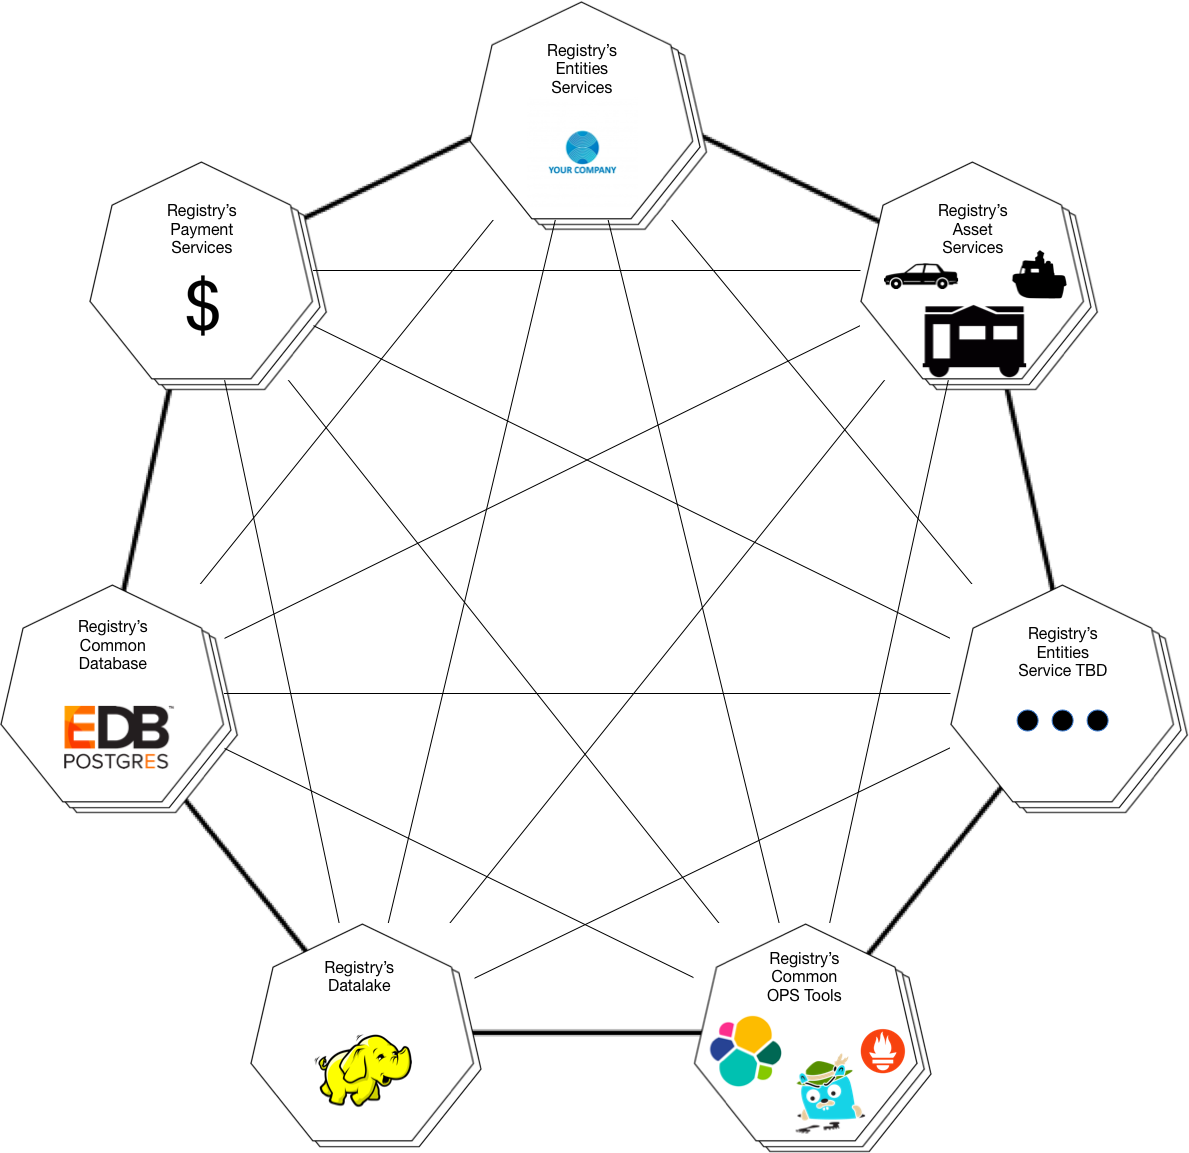 Registry’s
Entities
Services
YOUR COMPANY
Registry’s
Payment
Services
$
Registry’s
Asset
Services
Registry’s
Common
Database
EDB™
POSTGRES
Registry’s
Entities
Service TBD
Registry’s
Datalake
Registry’s
Common
OPS Tools